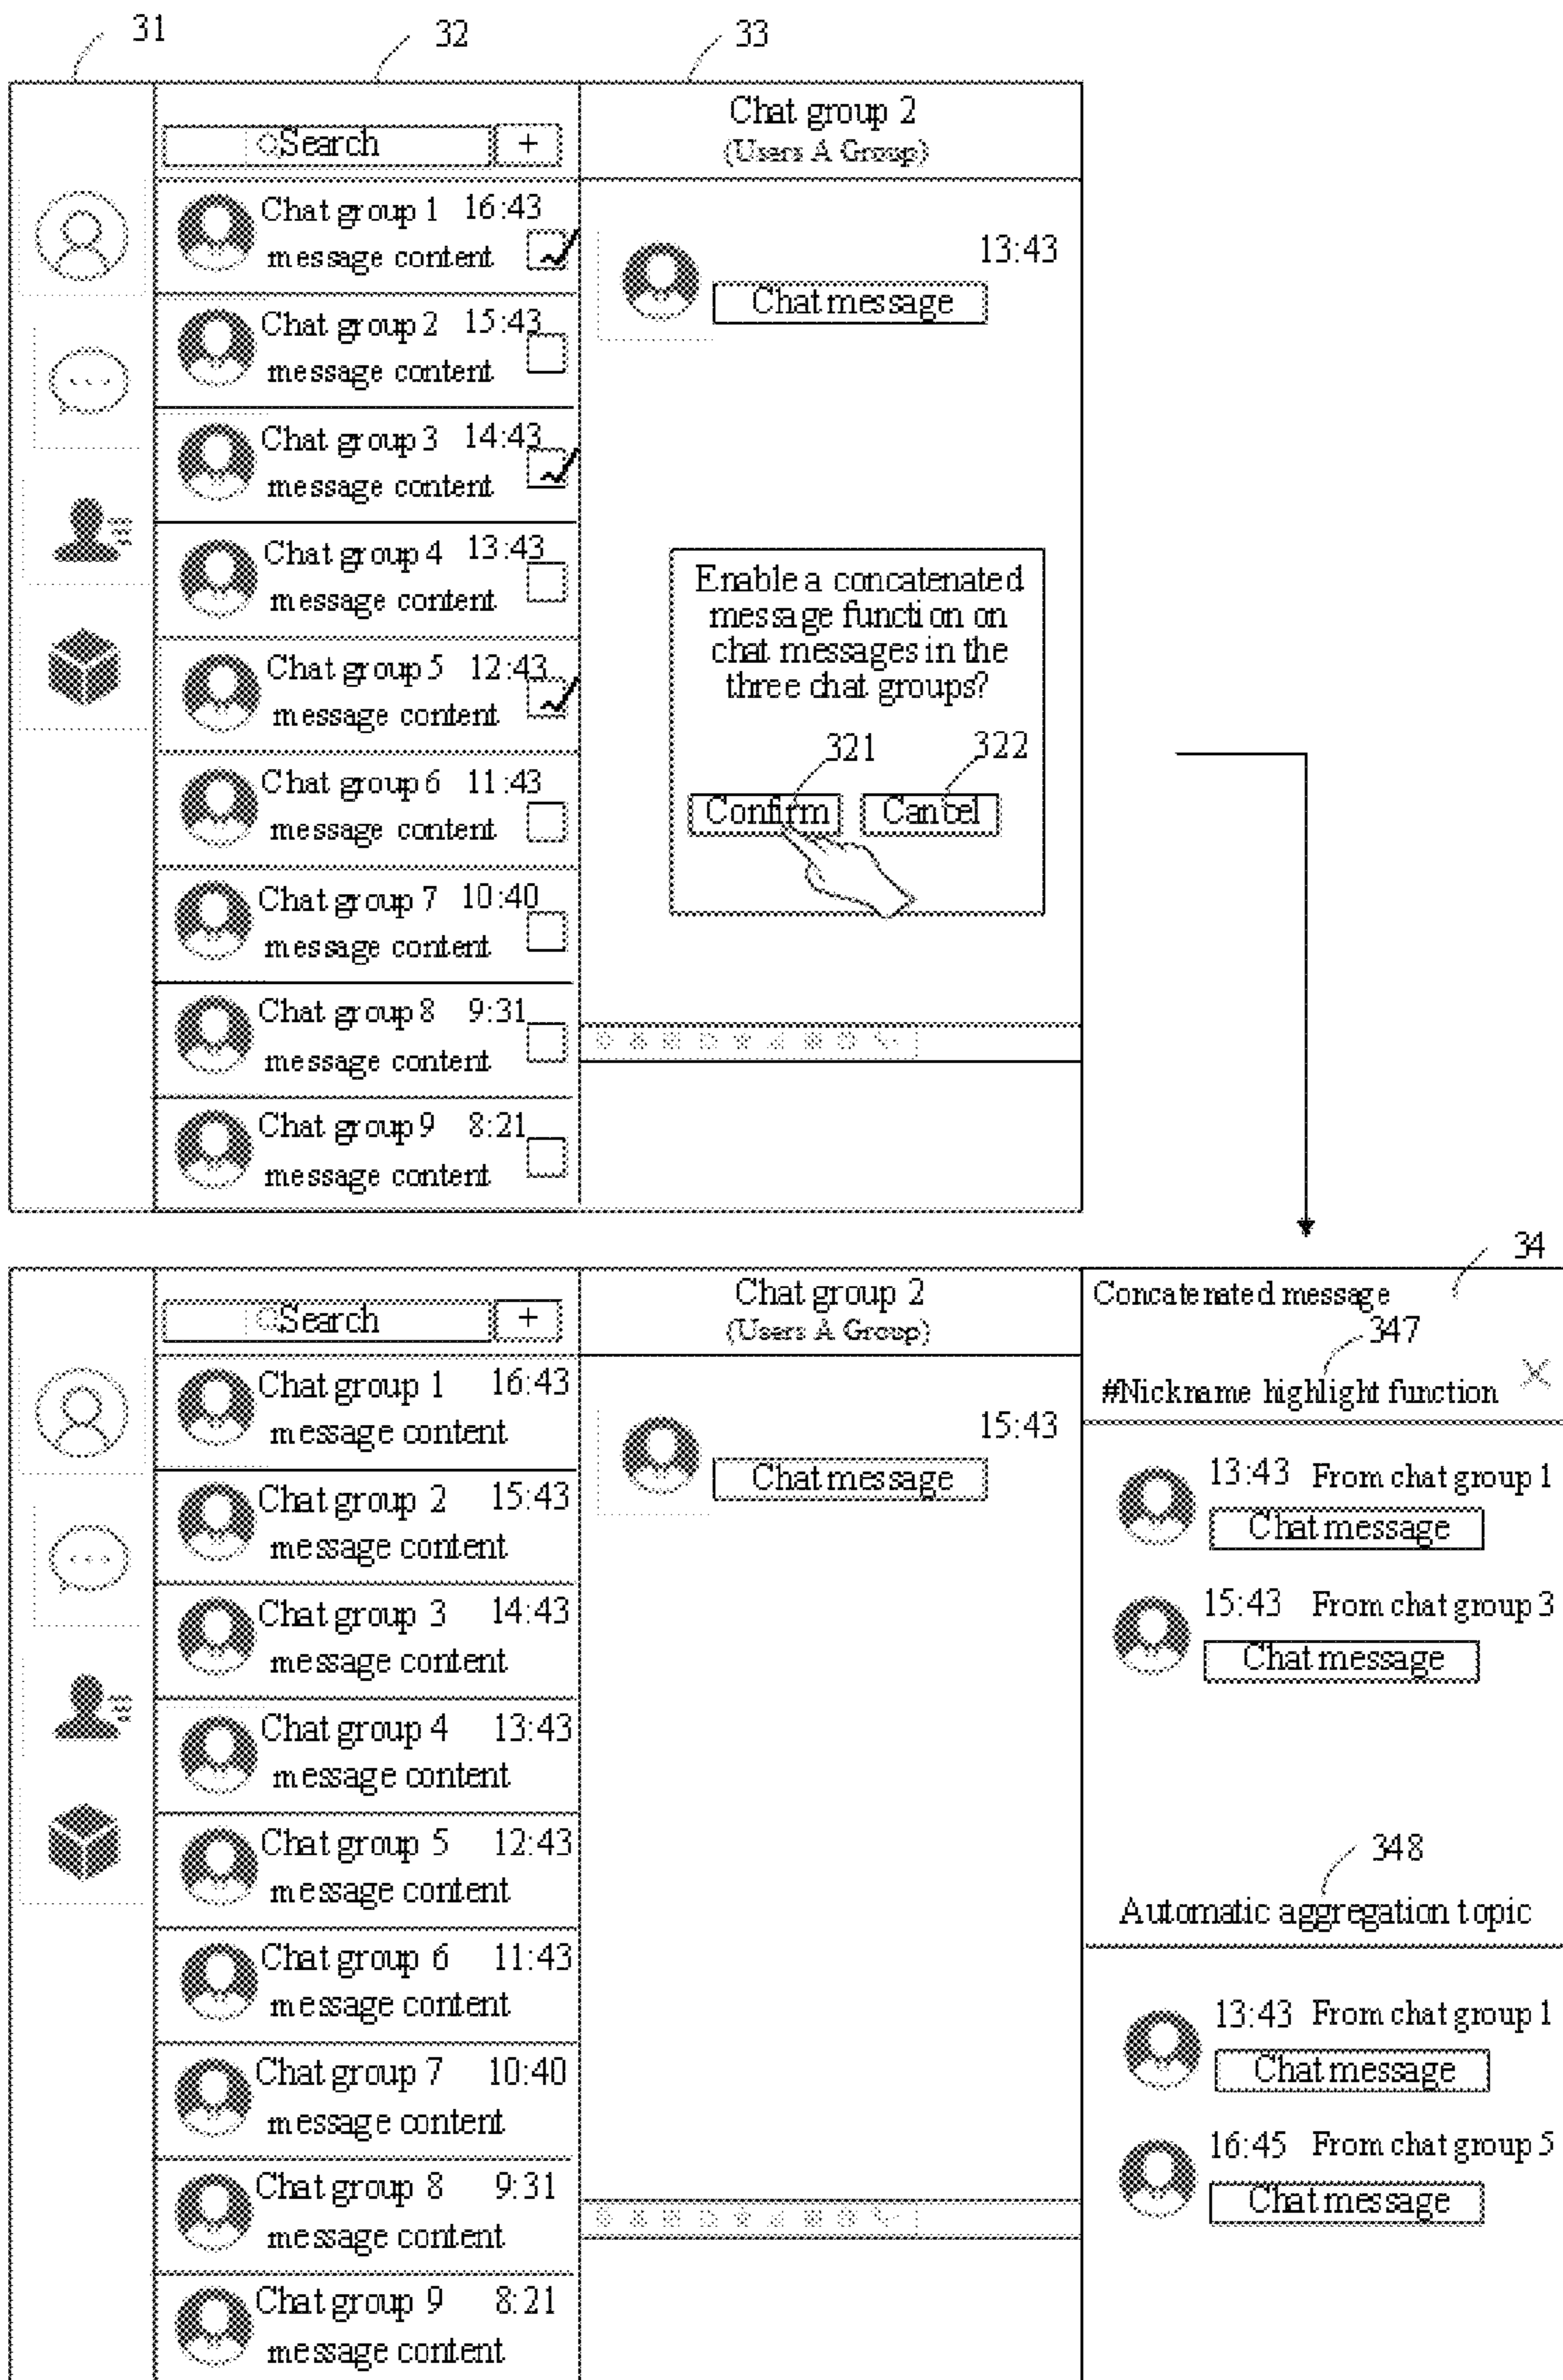 31
32
33
Search +
Chat group 1 16:43
message content
Chat group 2 15:43
message content
Chat group 3 14:43
message content
Chat group 4 13:43
message content
Chat group 5 12:43
message content
Chat group 6 11:43
message content
Chat group 7 10:40
message content
Chat group 8 9:31
message content
Chat group 9 8:21
message content
Chat group 2
(Users A Group)
13:43
Chat message
Enable a concatenated
message function on
chat messages in the
three chat groups?
321
322
Confirm
Cancel
34
Search +
Chat group 1 16:43
message content
Chat group 2 15:43
message content
Chat group 3 14:43
message content
Chat group 4 13:43
message content
Chat group 5 12:43
message content
Chat group 6 11:43
message content
Chat group 7 10:40
message content
Chat group 8 9:31
message content
Chat group 9 8:21
message content
Chat group 2
(Users A Group)
15:43
Chat message
Concatenated message
347
#Nickname highlight function
13:43 From chat group 1
Chat message
15:43 From chat group 3
Chat message
348
Automatic aggregation topic
13:43 From chat group 1
Chat message
16:45 From chat group 5
Chat message